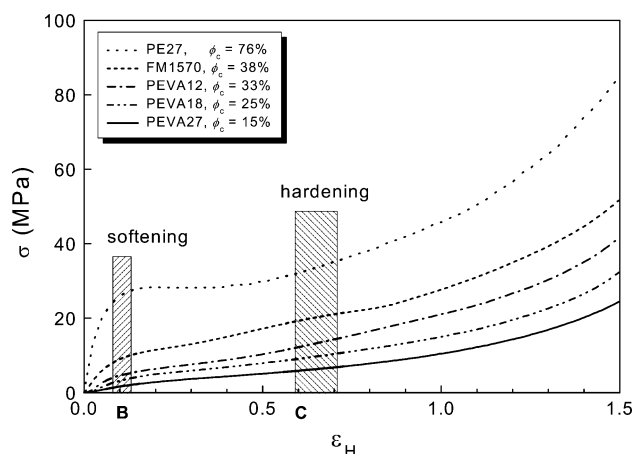 100
80
60
40
20
0
σ (MPa)
PE27, ϕc = 76%
FM1570, ϕc = 38%
PEVA12, ϕc = 33%
PEVA18, ϕc = 25%
PEVA27, ϕc = 15%
softening
hardening
0.0
B
0.5
C
1.0
1.5
εH